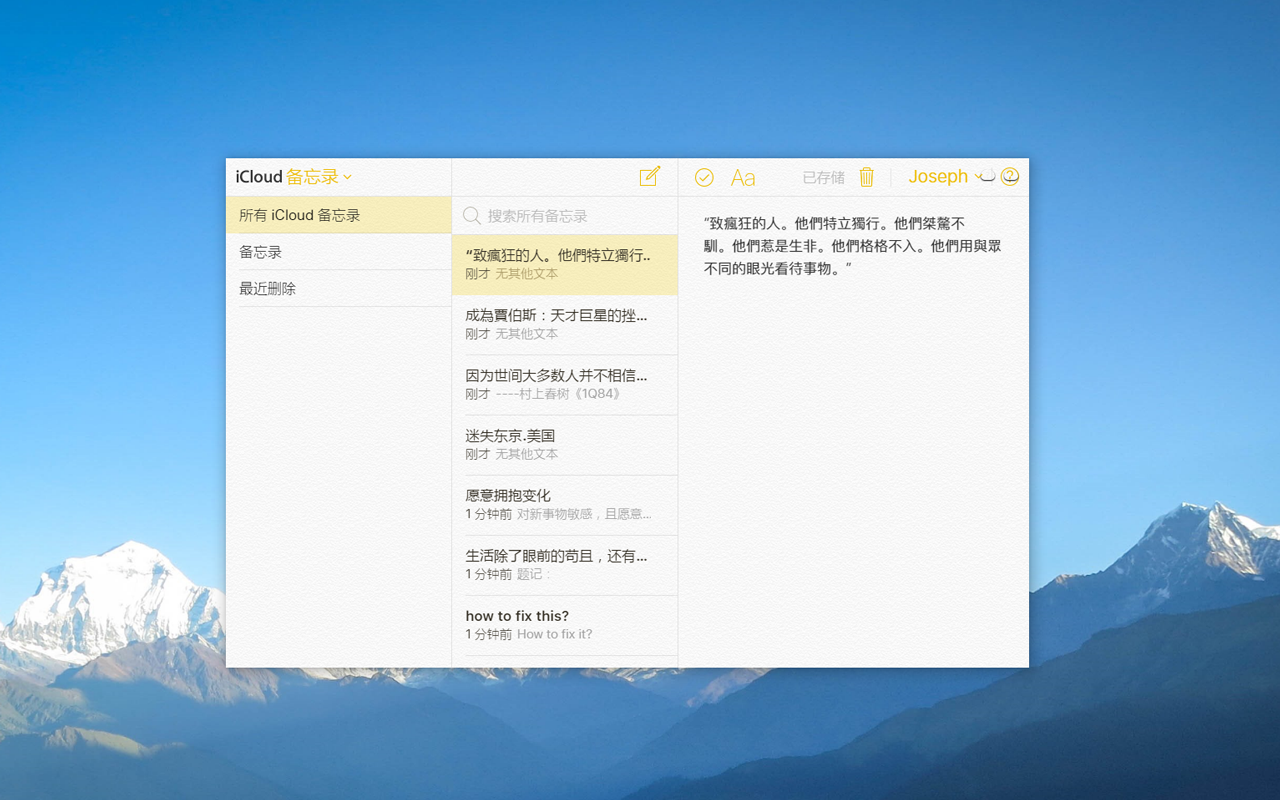 iCloud 备忘录
已存储
Joseph
所有 iCloud 备忘录
备忘录
最近删除
搜索所有备忘录
“致瘋狂的人。他們特立獨行..
刚才 无其他文本
成為賈伯斯：天才巨星的挫...
刚才 无其他文本
因为世间大多数人并不相信...
刚才 ----村上春树《1Q84》
迷失东京.美国
刚才 无其他文本
愿意拥抱变化
1 分钟前 对新事物敏感，且愿意...
生活除了眼前的苟且，还有...
1 分钟前 题记：
how to fix this?
1 分钟前 How to fix it?
“致瘋狂的人。他們特立獨行。他們桀驁不
馴。他們惹是生非。他們格格不入。他們用與眾
不同的眼光看待事物。”
Aa